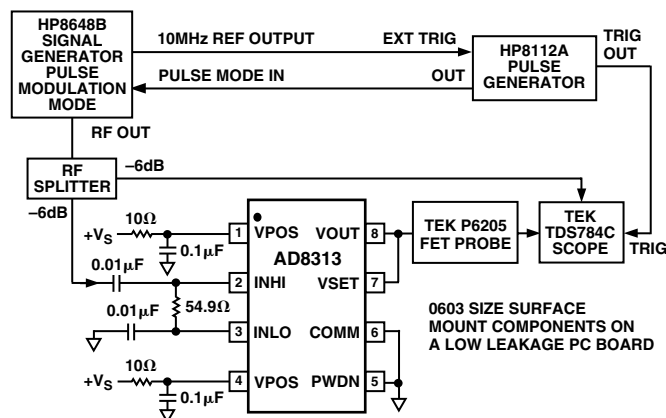 HP8648B
SIGNAL
GENERATOR
PULSE
MODULATION
MODE
10MHz REF OUTPUT
EXT TRIG
PULSE MODE IN
OUT
HP8112A
PULSE
GENERATOR
TRIG
OUT
RF OUT
RF
SPLITTER
–6dB
–6dB
+VS
10Ω
0.1µF
0.01µF
54.9Ω
0.01µF
+VS
10Ω
0.1µF
1
VPOS
2
INHI
3
INLO
4
VPOS
AD8313
VOUT
8
VSET
7
COMM
6
PWDN
5
TEK P6205
FET PROBE
TEK
TDS784C
SCOPE
TRIG
0603 SIZE SURFACE
MOUNT COMPONENTS ON
A LOW LEAKAGE PC BOARD